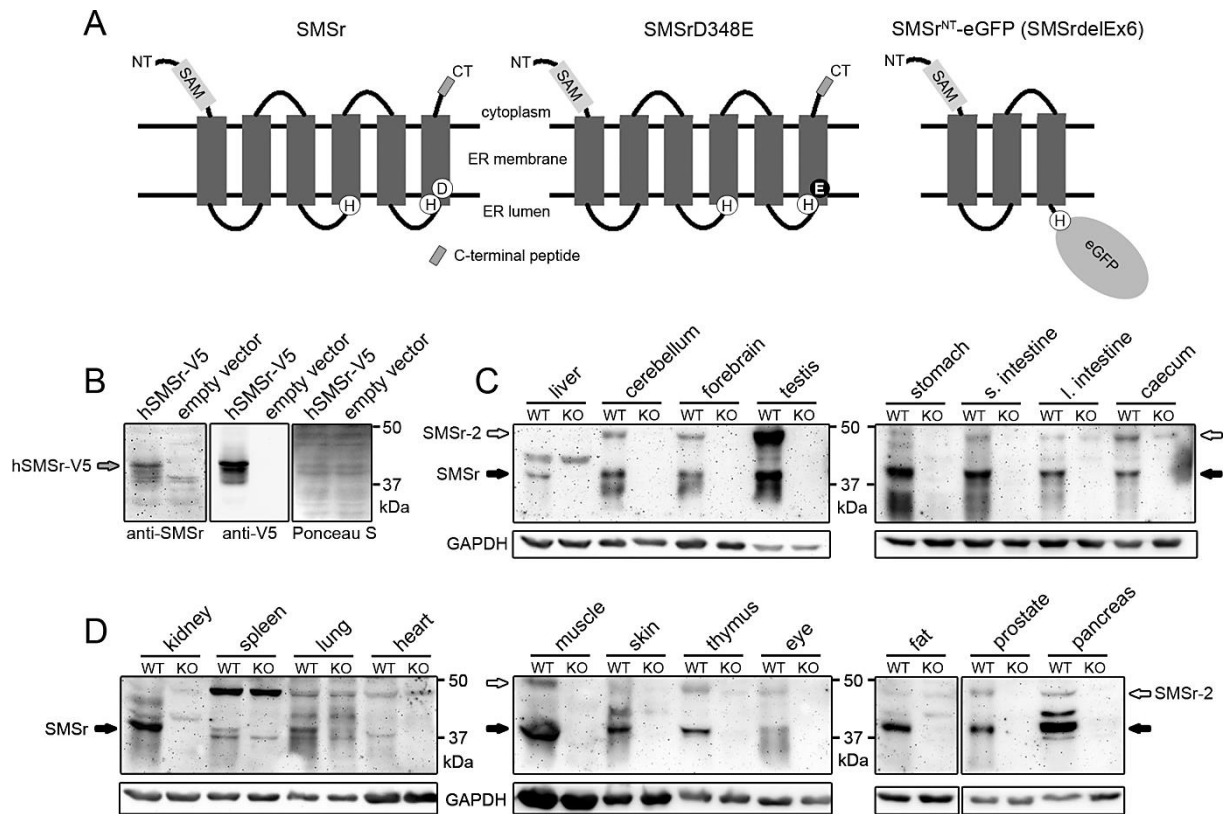 A
SMSr
SMSrD348E
SMSr^NT-eGFP (SMSrdelEx6)
NT
SAM
CT
cytoplasm
ER membrane
ER lumen
H
H
D
C-terminal peptide
NT
SAM
CT
H
H
E
NT
SAM
H
eGFP
B
hSMSr-V5
empty vector
hSMSr-V5
empty vector
hSMSr-V5
empty vector
hSMSr-V5
50
37
kDa
anti-SMSr
anti-V5
Ponceau S
C
liver
cerebellum
forebrain
testis
WT KO WT KO WT KO WT KO
SMSr-2
SMSr
50
37
kDa
GAPDH
stomach
s. intestine
l. intestine
caecum
WT KO WT KO WT KO WT KO
D
kidney
spleen
lung
heart
WT KO WT KO WT KO WT KO
SMSr
50
37
kDa
GAPDH
muscle
skin
thymus
eye
WT KO WT KO WT KO WT KO
50
37
kDa
fat
prostate
pancreas
WT KO WT KO WT KO
SMSr-2